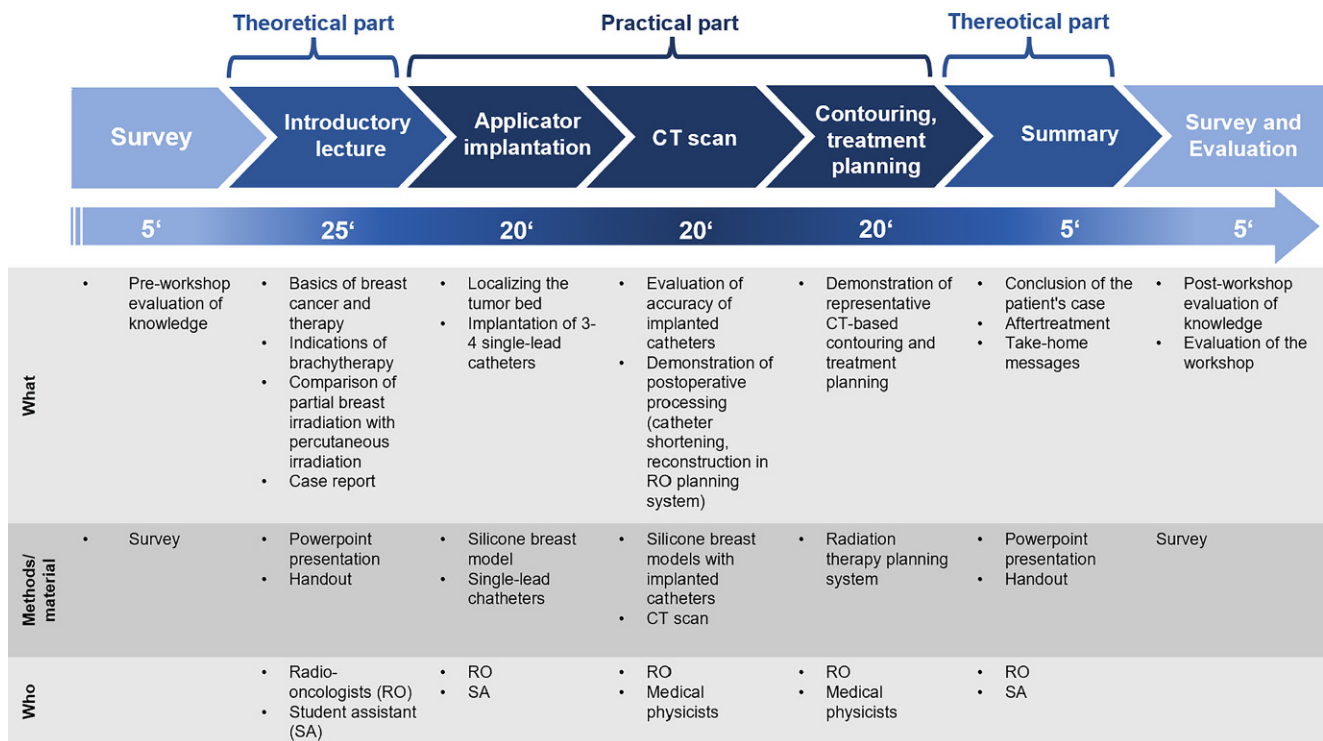 Theoretical part
Practical part
Thereotical part
Survey
Introductory
lecture
Applicator
implantation
CT scan
Contouring,
treatment
planning
Summary
Survey and
Evaluation
5‘
25‘
20‘
20‘
20‘
5‘
5‘
What
• Pre-workshop
evaluation of
knowledge
• Basics of breast
cancer and
therapy
• Indications of
brachytherapy
• Comparison of
partial breast
irradiation with
percutaneous
irradiation
• Case report
• Localizing the
tumor bed
• Implantation of 3-
4 single-lead
catheters
• Evaluation of
accuracy of
implanted
catheters
• Demonstration of
postoperative
processing
(catheter
shortening,
reconstruction in
RO planning
system)
• Demonstration of
representative
CT-based
contouring and
treatment
planning
• Conclusion of the
patient's case
• Aftertreatment
• Take-home
messages
• Post-workshop
evaluation of
knowledge
• Evaluation of the
workshop
Methods/
material
• Survey
• Powerpoint
presentation
• Handout
• Silicone breast
model
• Single-lead
chatheters
• Silicone breast
models with
implanted
catheters
• CT scan
• Radiation
therapy planning
system
• Powerpoint
presentation
• Handout
Survey
Who
• Radio-
oncologists (RO)
• Student assistant
(SA)
• RO
• SA
• RO
• Medical
physicists
• RO
• Medical
physicists
• RO
• SA